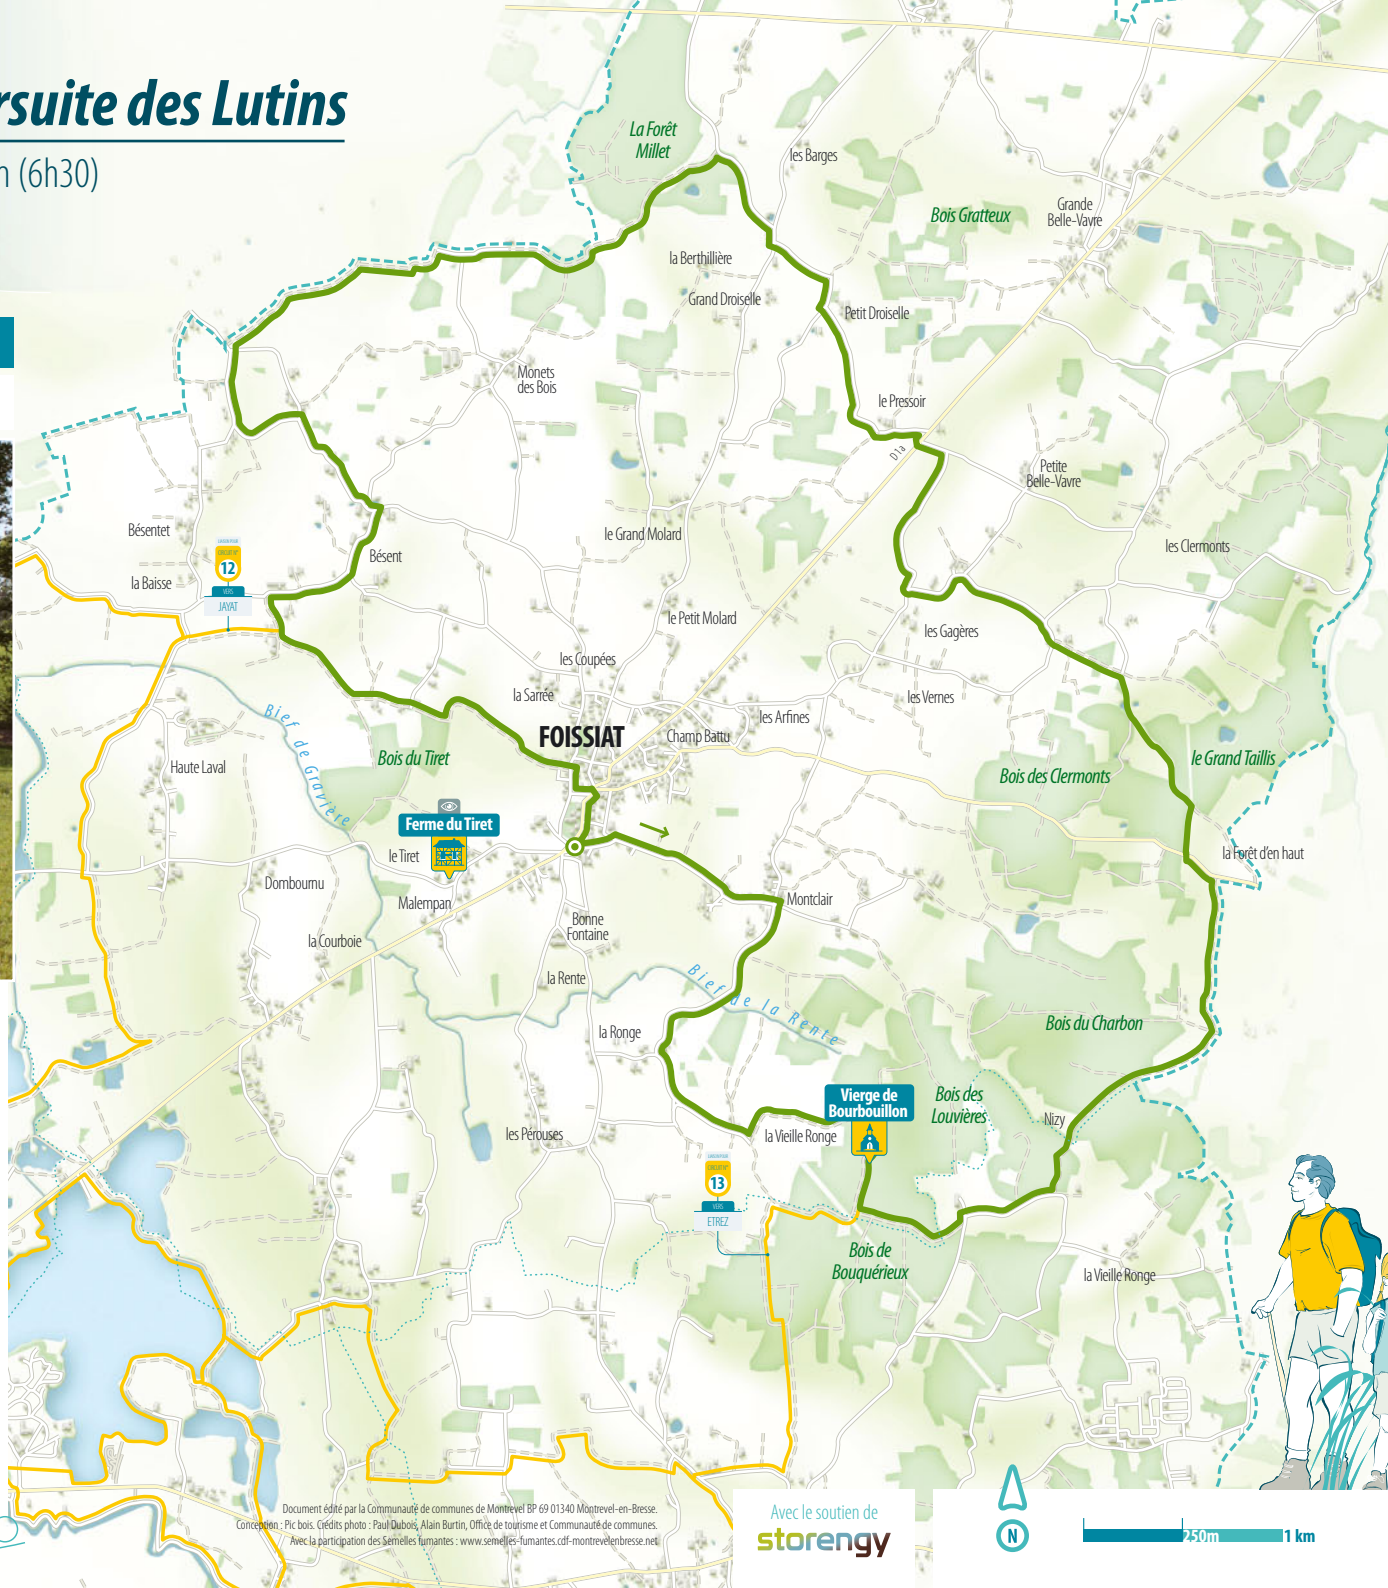 rsuite des Lutins
(6h30)
La Forêt
Millet
les Barges
Bois Gratteux
Grande
Belle-Vavre
la Berthillière
Grand Droiselle
Petit Droiselle
Monets
des Bois
le Pressoir
D1a
Petite
Belle-Vavre
Bésentet
le Grand Molard
les Clermonts
Bésent
LIAISON POUR
CIRCUIT N°
12
VERS
JAYAT
la Baisse
le Petit Molard
les Gagères
les Coupées
la Sarrée
les Vernes
les Arfines
Bief de Gravière
FOISSIAT
Champ Battu
Bois du Tiret
le Grand Taillis
Haute Laval
Bois des Clermonts
Ferme du Tiret
le Tiret
la Forêt d'en haut
Dombournu
Malempan
Montclair
Bonne
Fontaine
la Courboie
la Rente
Bief de la Rente
la Ronge
Bois du Charbon
Vierge de
Bourbouillon
Bois des
Louvières
Nizy
les Pérouses
la Vieille Ronge
LIAISON POUR
CIRCUIT N°
13
VERS
ETREZ
Bois de
Bouquérieux
la Vieille Ronge
Document édité par la Communauté de communes de Montrevel BP 69 01340 Montrevel-en-Bresse.
Conception : Pic bois. Crédits photo : Paul Dubois, Alain Burtin, Office de tourisme et Communauté de communes.
Avec la participation des Semelles fumantes : www.semelles-fumantes.cdf-montrevelenbresse.net
Avec le soutien de
storengy
N
250m
1 km